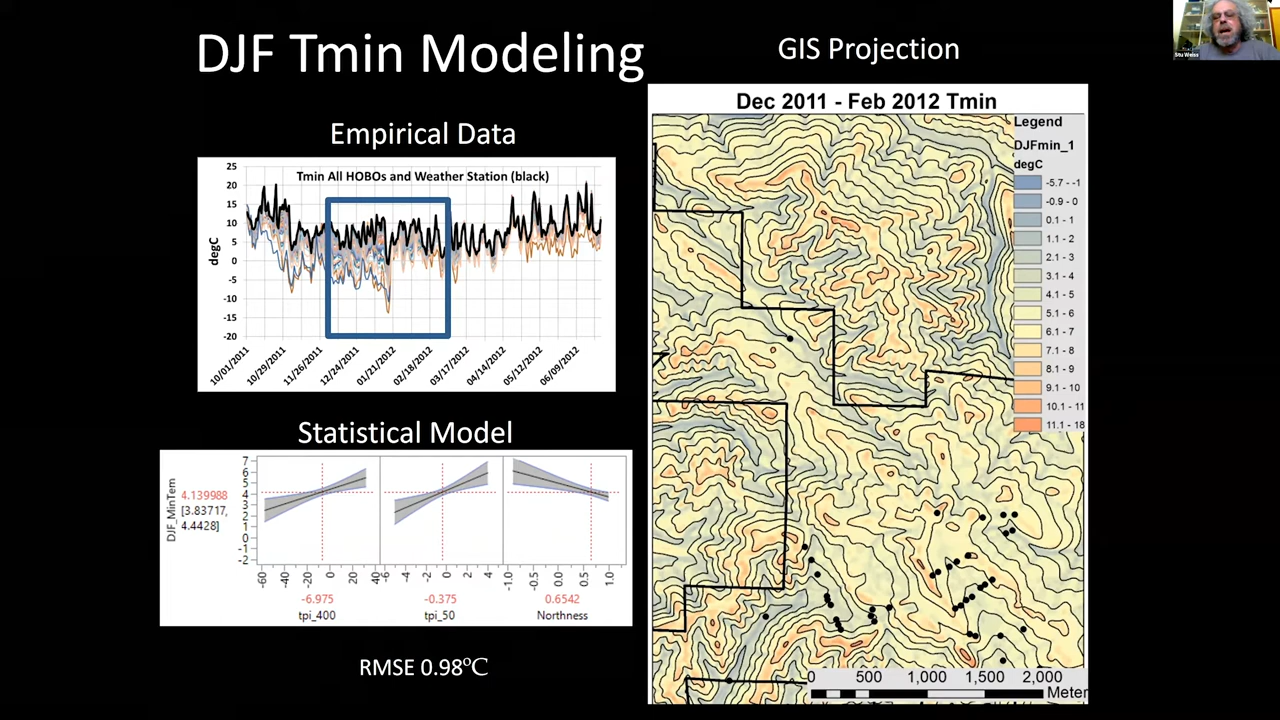 DJF Tmin Modeling
GIS Projection
Stu Weiss
Empirical Data
Tmin All HOBOs and Weather Station (black)
degC
25
20
15
10
5
0
-5
-10
-15
-20
10/01/2011
10/29/2011
11/26/2011
12/24/2011
01/21/2012
02/18/2012
03/17/2012
04/14/2012
05/12/2012
06/09/2012
Statistical Model
DJF_MinTem
4.139988
[3.83717,
4.4428]
7
6
5
4
3
2
1
0
-1
-2
-60 -40 -20 0 20 40
-6 -4 -2 0 2 4
-1.0 -0.5 0.0 0.5 1.0
-6.975 -0.375 0.6542
tpi_400 tpi_50 Northness
RMSE 0.98°C
Dec 2011 - Feb 2012 Tmin
Legend
DJFmin_1
degC
-5.7 - -1
-0.9 - 0
0.1 - 1
1.1 - 2
2.1 - 3
3.1 - 4
4.1 - 5
5.1 - 6
6.1 - 7
7.1 - 8
8.1 - 9
9.1 - 10
10.1 - 11
11.1 - 18
0 500 1,000 1,500 2,000
Meter